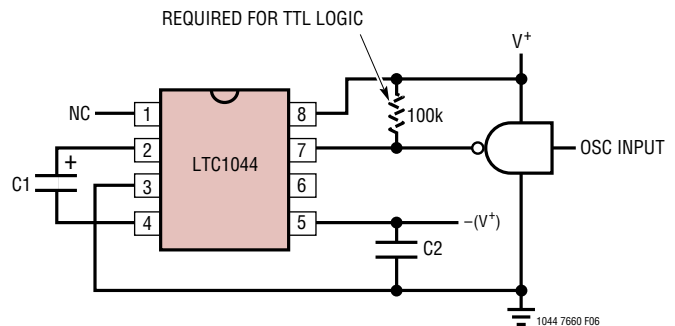 REQUIRED FOR TTL LOGIC
V+
NC
1
8
100k
+
2
7
OSC INPUT
LTC1044
C1
3
6
4
5
–(V+)
C2
1044 7660 F06